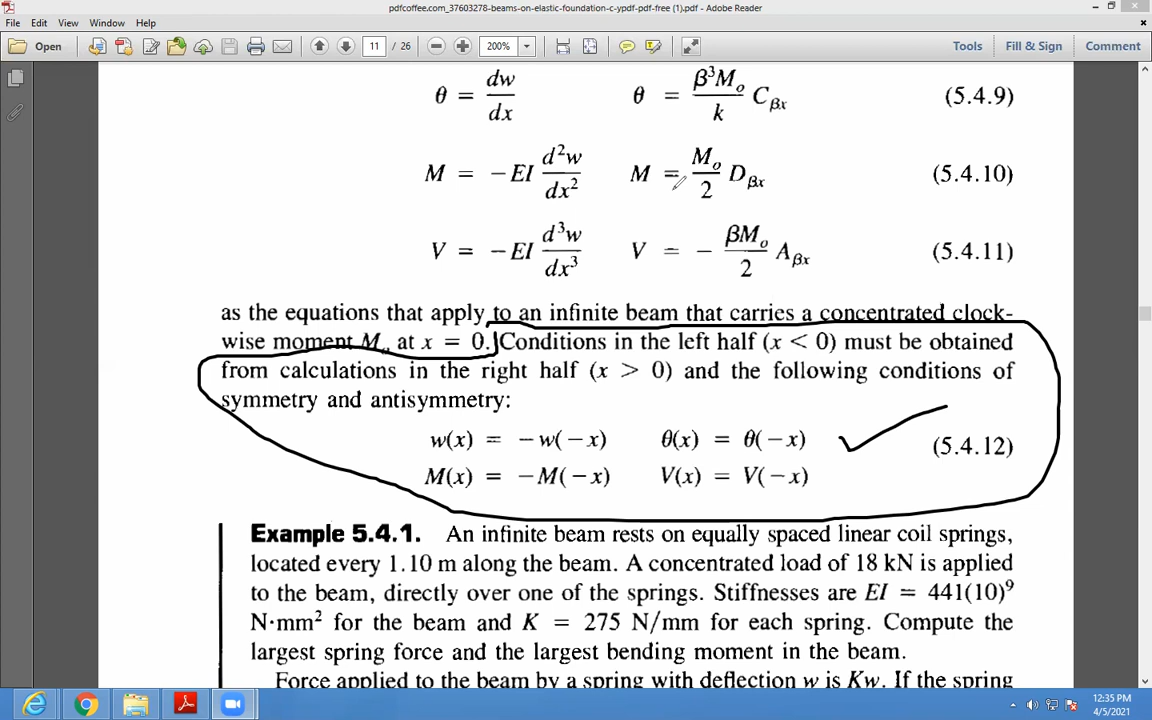 pdfcoffee.com_37603278-beams-on-elastic-foundation-c-ypdf-pdf-free (1).pdf - Adobe Reader
File Edit View Window Help
Open 11 / 26 200% Tools Fill & Sign Comment
θ = dw/dx θ = β³Mₒ/k C_βx (5.4.9)
M = −EI d²w/dx² M = Mₒ/2 D_βx (5.4.10)
V = −EI d³w/dx³ V = − βMₒ/2 A_βx (5.4.11)
as the equations that apply to an infinite beam that carries a concentrated clock-
wise moment Mₒ at x = 0. Conditions in the left half (x < 0) must be obtained
from calculations in the right half (x > 0) and the following conditions of
symmetry and antisymmetry:
w(x) = −w(−x) θ(x) = θ(−x)
(5.4.12)
M(x) = −M(−x) V(x) = V(−x)
Example 5.4.1. An infinite beam rests on equally spaced linear coil springs,
located every 1.10 m along the beam. A concentrated load of 18 kN is applied
to the beam, directly over one of the springs. Stiffnesses are EI = 441(10)⁹
N·mm² for the beam and K = 275 N/mm for each spring. Compute the
largest spring force and the largest bending moment in the beam.
Force applied to the beam by a spring with deflection w is Kw. If the spring
12:35 PM
4/5/2021